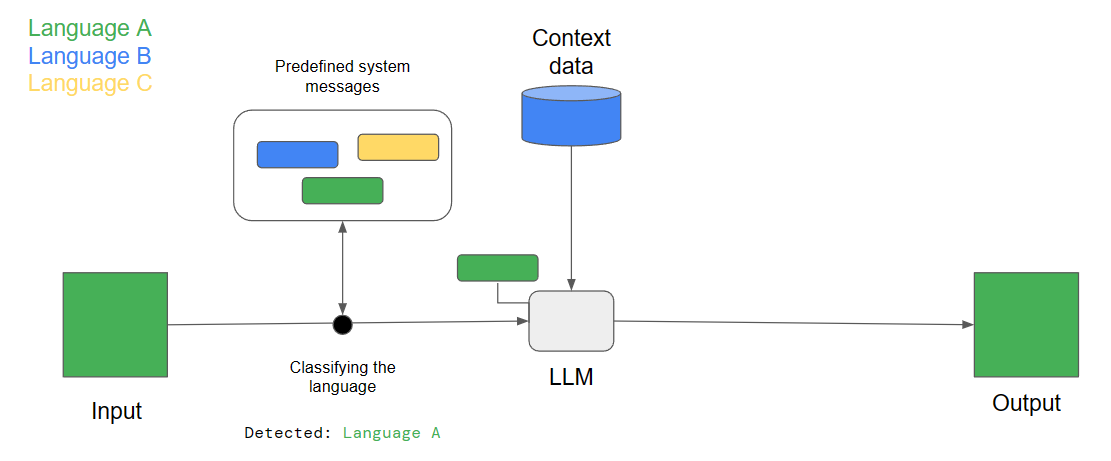 Language A
Language B
Language C
Predefined system
messages
Context
data
Classifying the
language
Detected: Language A
Input
LLM
Output